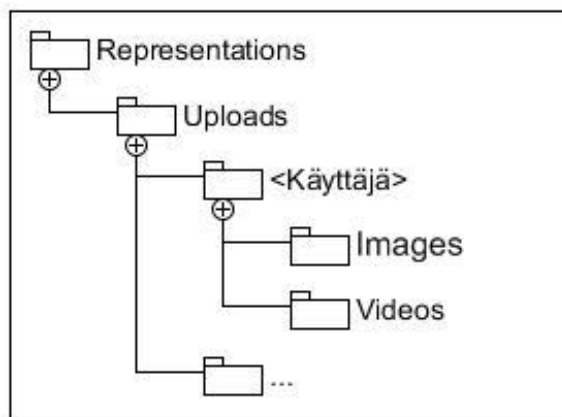 Representations
Uploads
<Käyttäjä>
Images
Videos
...